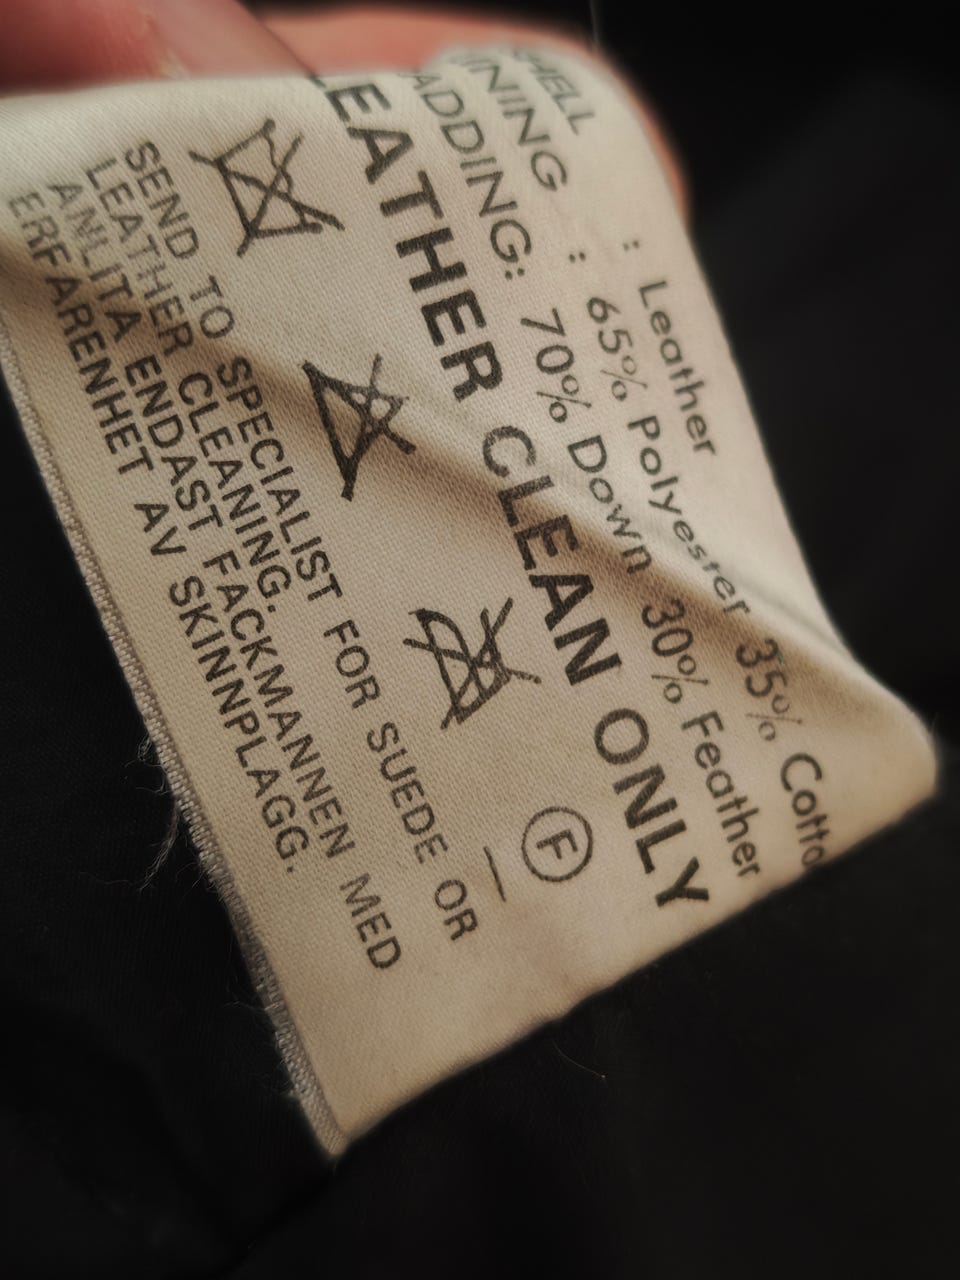 SHELL : Leather
LINING : 65% Polyester 35% Cotto
PADDING: 70% Down 30% Feather
LEATHER CLEAN ONLY
F
SEND TO SPECIALIST FOR SUEDE OR
LEATHER CLEANING.
ANLITA ENDAST FACKMANNEN MED
ERFARENHET AV SKINNPLAGG.